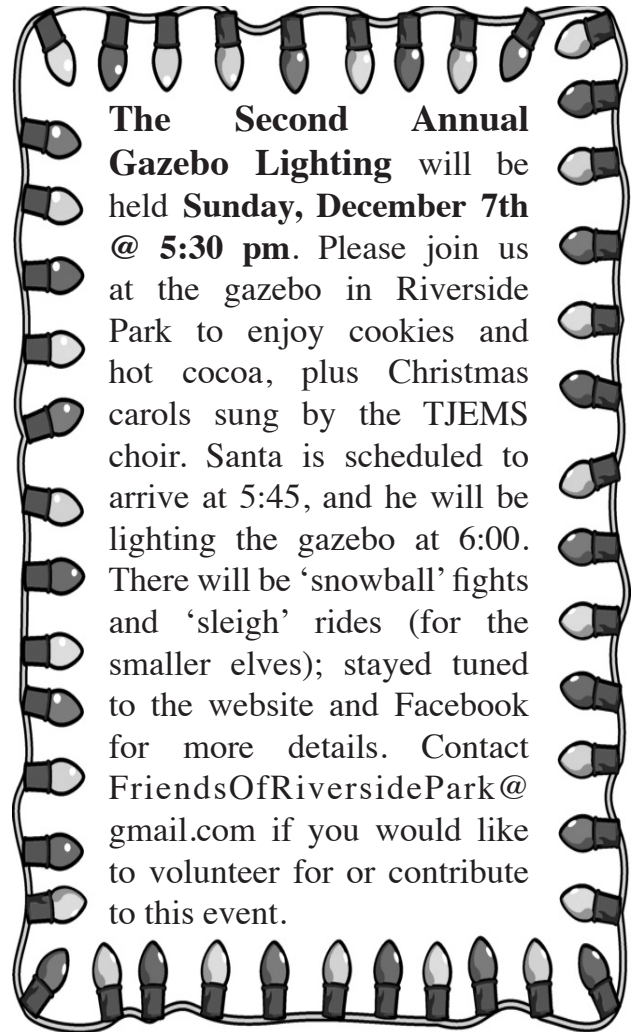 The Second Annual
Gazebo Lighting will be
held Sunday, December 7th
@ 5:30 pm. Please join us
at the gazebo in Riverside
Park to enjoy cookies and
hot cocoa, plus Christmas
carols sung by the TJEMS
choir. Santa is scheduled to
arrive at 5:45, and he will be
lighting the gazebo at 6:00.
There will be ‘snowball’ fights
and ‘sleigh’ rides (for the
smaller elves); stayed tuned
to the website and Facebook
for more details. Contact
FriendsOfRiversidePark@
gmail.com if you would like
to volunteer for or contribute
to this event.